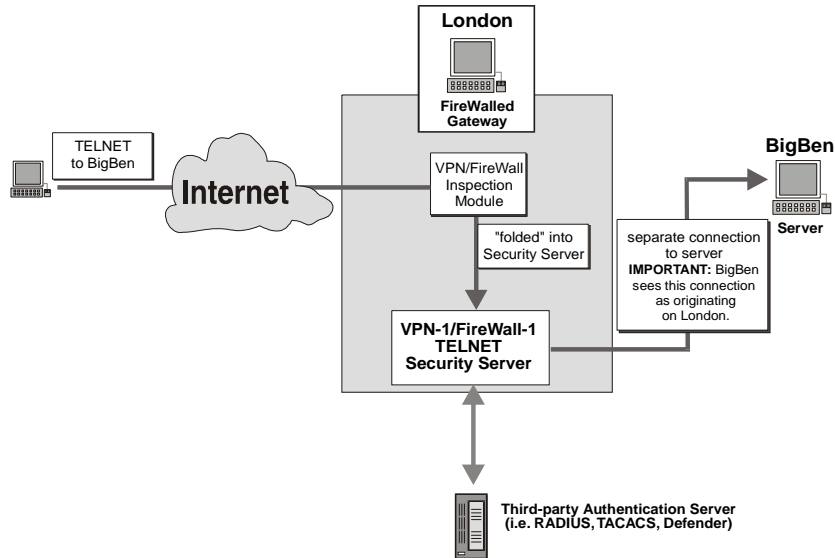 London
FireWalled
Gateway
TELNET
to BigBen
Internet
VPN/FireWall
Inspection
Module
"folded" into
Security Server
VPN-1/FireWall-1
TELNET
Security Server
BigBen
Server
separate connection
to server
IMPORTANT: BigBen
sees this connection
as originating
on London.
Third-party Authentication Server
(i.e. RADIUS, TACACS, Defender)